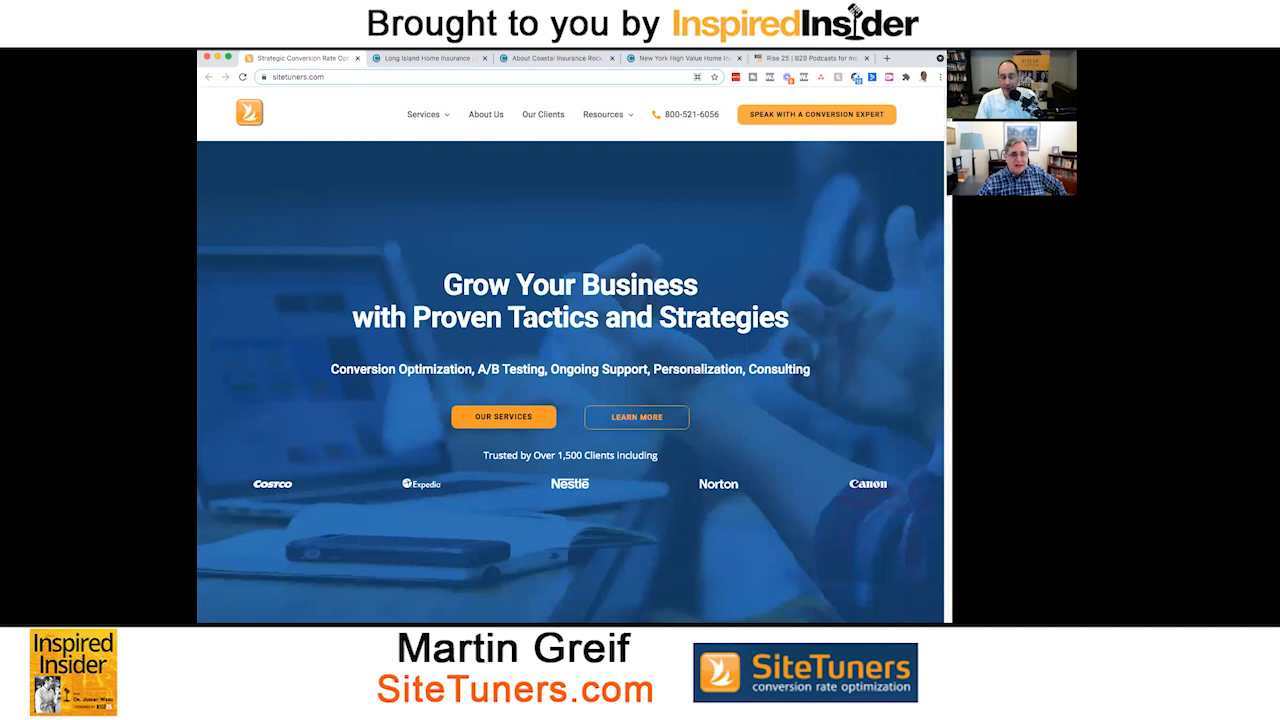 Brought to you by InspiredInsider
Strategic Conversion Rate Opt
Long Island Home Insurance
About Coastal Insurance Rock
New York High Value Home In
Rise 25 | B2B Podcasts for mo
sitetuners.com
Services
About Us
Our Clients
Resources
800-521-6056
SPEAK WITH A CONVERSION EXPERT
Grow Your Business
with Proven Tactics and Strategies
Conversion Optimization, A/B Testing, Ongoing Support, Personalization, Consulting
OUR SERVICES
LEARN MORE
Trusted by Over 1,500 Clients including
COSTCO
Expedia
Nestlé
Norton
Canon
Inspired
Insider
Martin Greif
SiteTuners.com
SiteTuners
conversion rate optimization